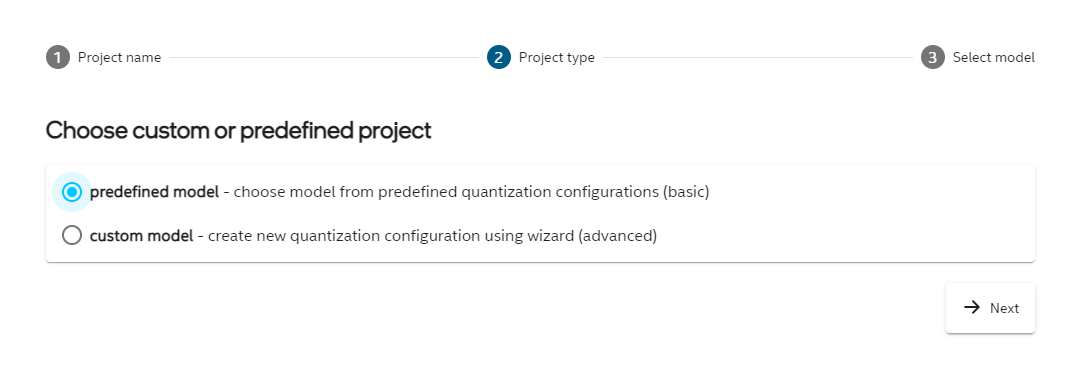 1 Project name 2 Project type 3 Select model
Choose custom or predefined project
predefined model - choose model from predefined quantization configurations (basic)
custom model - create new quantization configuration using wizard (advanced)
Next